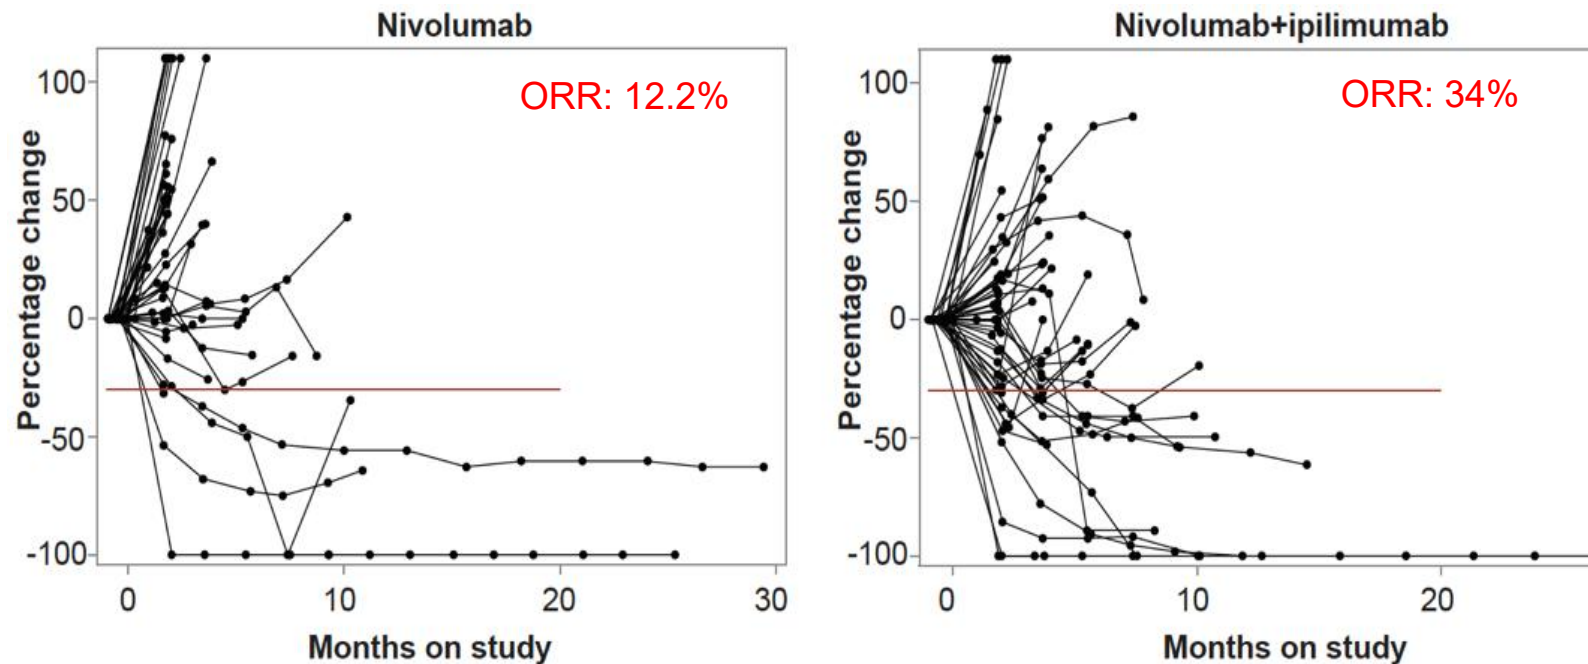 Nivolumab
ORR: 12.2%
Percentage change
100
50
0
-50
-100
0 10 20 30
Months on study
Nivolumab+ipilimumab
ORR: 34%
Percentage change
100
50
0
-50
-100
0 10 20
Months on study